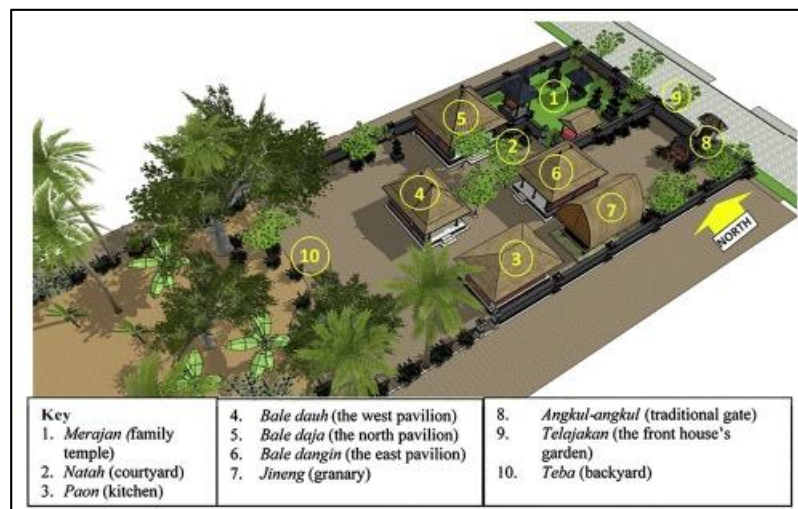 1
9
5
2
8
6
4
7
NORTH
3
10
Key
1. Merajan (family
temple)
2. Natah (courtyard)
3. Paon (kitchen)
4. Bale dauh (the west pavilion)
5. Bale daja (the north pavilion)
6. Bale dangin (the east pavilion)
7 Jineng (granary)
8. Angkul-angkul (traditional gate)
9. Telajakan (the front house's
garden)
10. Teba (backyard)